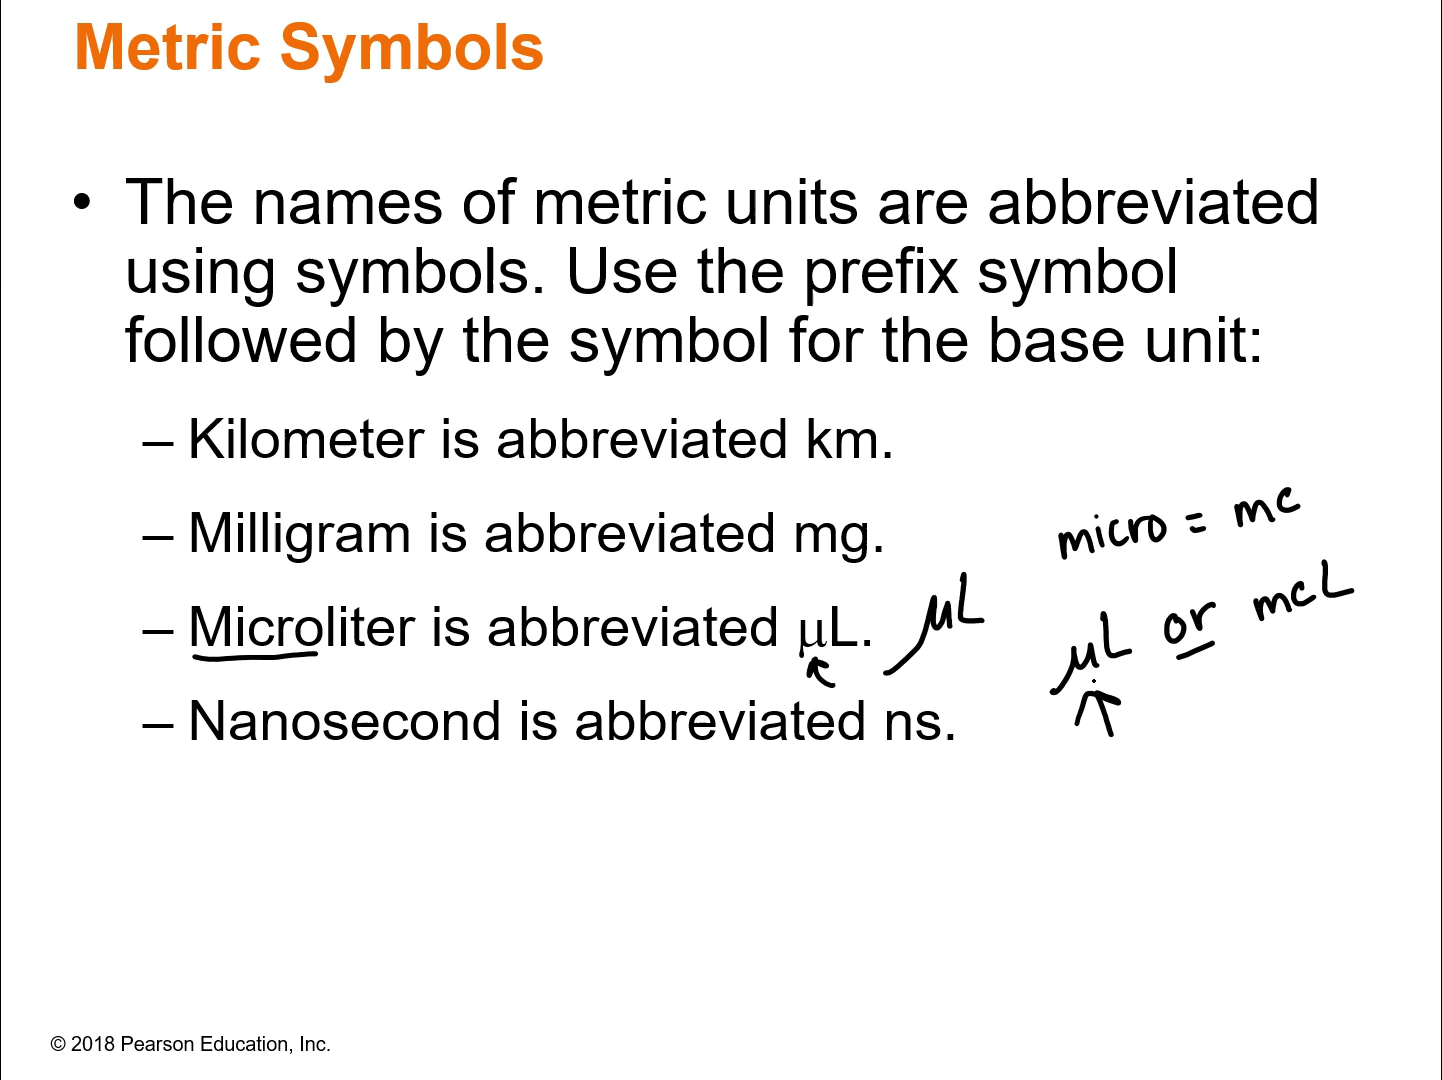 Metric Symbols
• The names of metric units are abbreviated
using symbols. Use the prefix symbol
followed by the symbol for the base unit:
– Kilometer is abbreviated km.
– Milligram is abbreviated mg.
– Microliter is abbreviated μL.
– Nanosecond is abbreviated ns.
μL
micro = mc
μL or mcL
© 2018 Pearson Education, Inc.